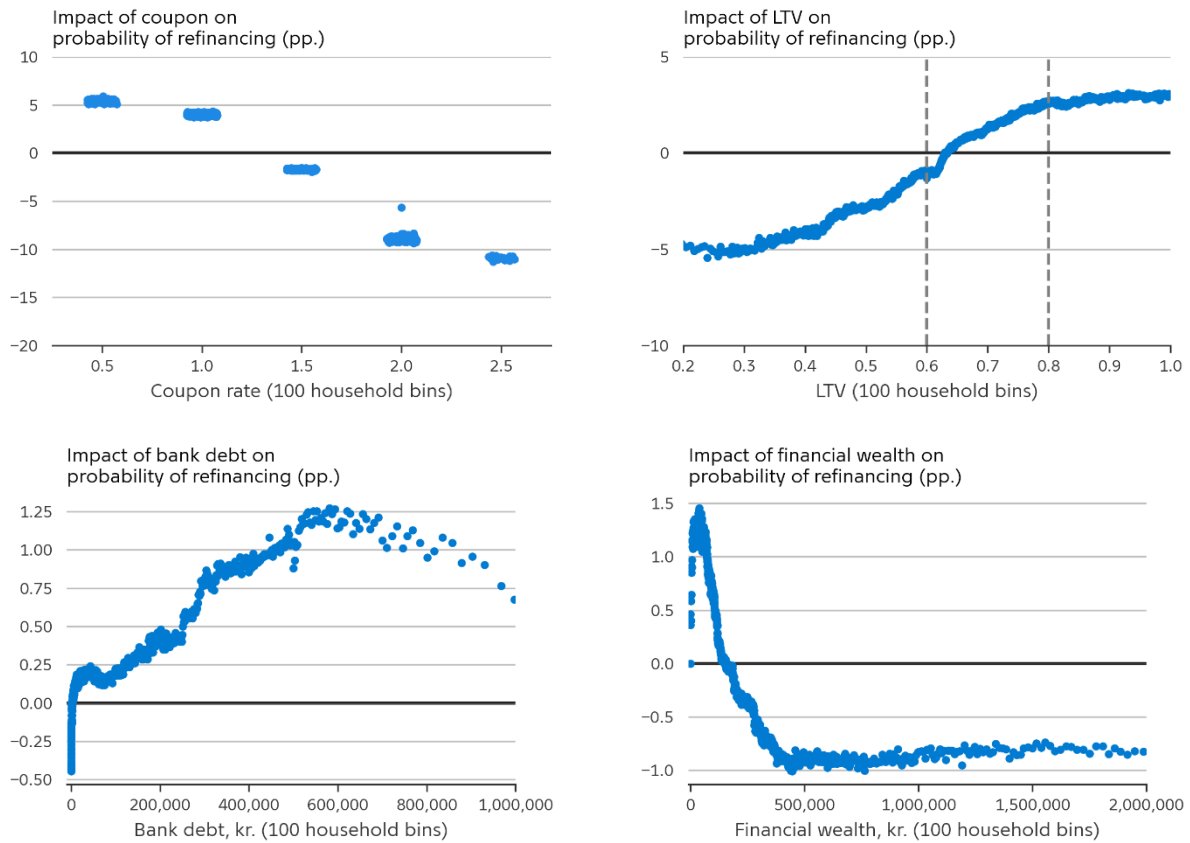 Impact of coupon on
probability of refinancing (pp.)
10
5
0
−5
−10
−15
−20
0.5 1.0 1.5 2.0 2.5
Coupon rate (100 household bins)
Impact of LTV on
probability of refinancing (pp.)
5
0
−5
−10
0.2 0.3 0.4 0.5 0.6 0.7 0.8 0.9 1.0
LTV (100 household bins)
Impact of bank debt on
probability of refinancing (pp.)
1.25
1.00
0.75
0.50
0.25
0.00
−0.25
−0.50
0 200,000 400,000 600,000 800,000 1,000,000
Bank debt, kr. (100 household bins)
Impact of financial wealth on
probability of refinancing (pp.)
1.5
1.0
0.5
0.0
−0.5
−1.0
0 500,000 1,000,000 1,500,000 2,000,000
Financial wealth, kr. (100 household bins)